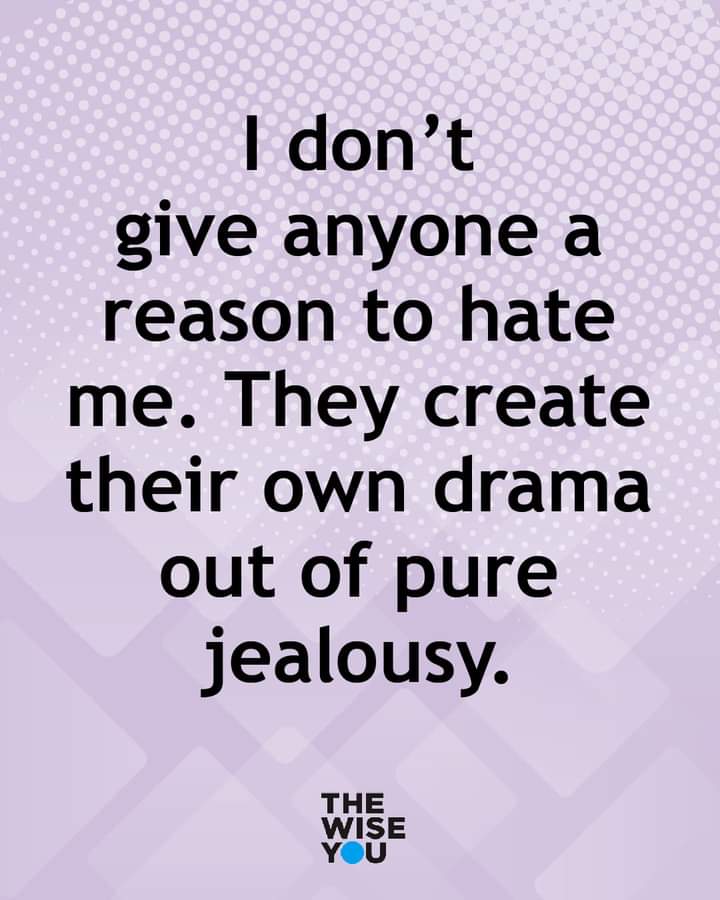 I don’t
give anyone a
reason to hate
me. They create
their own drama
out of pure
jealousy.
THE
WISE
YOU